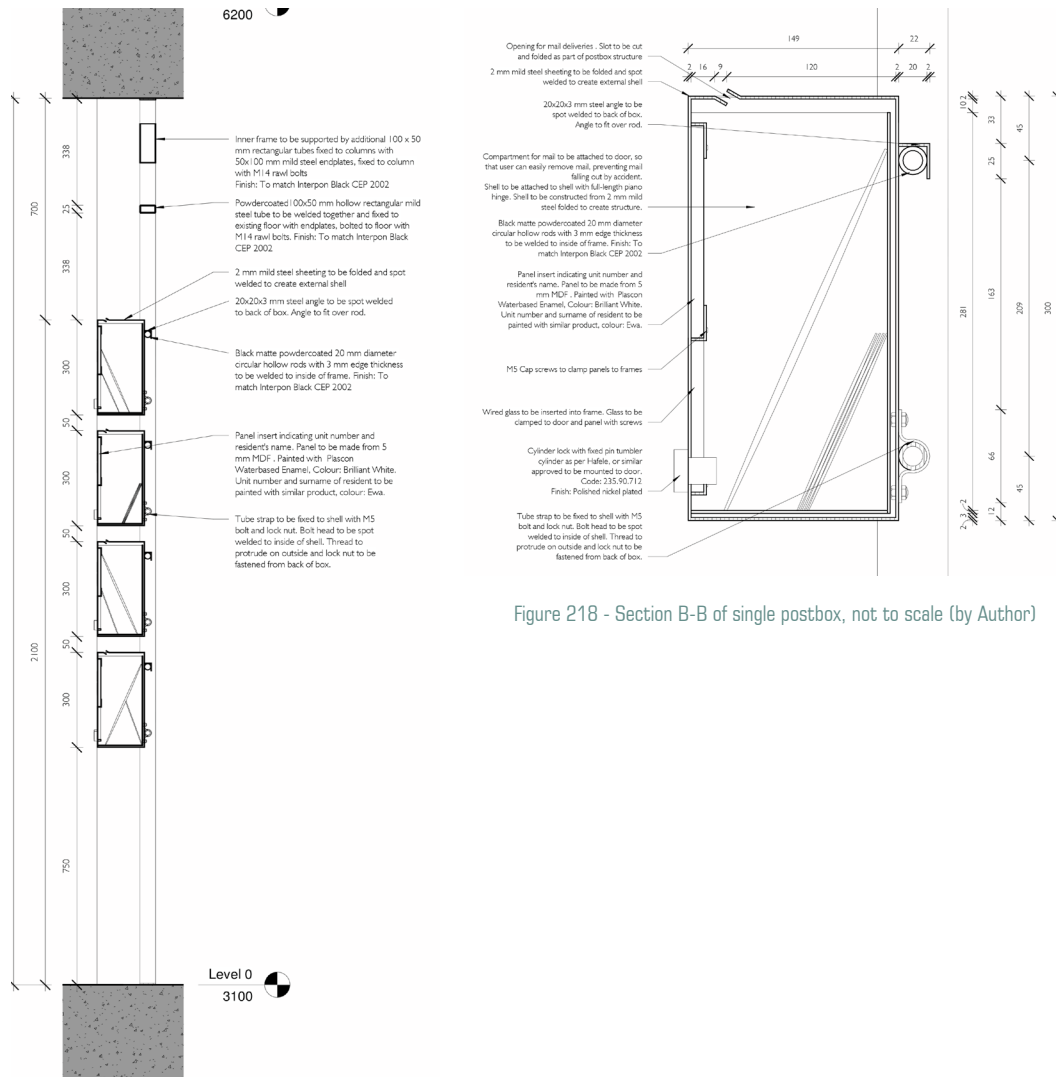 6200
700
2100
338
25
338
300
50
300
50
300
50
300
750
Inner frame to be supported by additional 100 x 50
mm rectangular tubes fixed to columns with
50x100 mm mild steel endplates, fixed to column
with M14 rawl bolts
Finish: To match Interpon Black CEP 2002
Powdercoated100x50 mm hollow rectangular mild
steel tube to be welded together and fixed to
existing floor with endplates, bolted to floor with
M14 rawl bolts. Finish: To match Interpon Black
CEP 2002
2 mm mild steel sheeting to be folded and spot
welded to create external shell
20x20x3 mm steel angle to be spot welded
to back of box. Angle to fit over rod.
Black matte powdercoated 20 mm diameter
circular hollow rods with 3 mm edge thickness
to be welded to inside of frame. Finish: To
match Interpon Black CEP 2002
Panel insert indicating unit number and
resident's name. Panel to be made from 5
mm MDF . Painted with Plascon
Waterbased Enamel, Colour: Brilliant White.
Unit number and surname of resident to be
painted with similar product, colour: Ewa.
Tube strap to be fixed to shell with M5
bolt and lock nut. Bolt head to be spot
welded to inside of shell. Thread to
protrude on outside and lock nut to be
fastened from back of box.
Level 0
3100
149
22
2 16 9 120 2 20 2
Opening for mail deliveries . Slot to be cut
and folded as part of postbox structure
2 mm mild steel sheeting to be folded and spot
welded to create external shell
20x20x3 mm steel angle to be
spot welded to back of box.
Angle to fit over rod.
Compartment for mail to be attached to door, so
that user can easily remove mail, preventing mail
falling out by accident.
Shell to be attached to shell with full-length piano
hinge. Shell to be constructed from 2 mm mild
steel folded to create structure.
Black matte powdercoated 20 mm diameter
circular hollow rods with 3 mm edge thickness
to be welded to inside of frame. Finish: To
match Interpon Black CEP 2002
Panel insert indicating unit number and
resident's name. Panel to be made from 5
mm MDF . Painted with Plascon
Waterbased Enamel, Colour: Brilliant White.
Unit number and surname of resident to be
painted with similar product, colour: Ewa.
M5 Cap screws to clamp panels to frames
Wired glass to be inserted into frame. Glass to be
clamped to door and panel with screws
Cylinder lock with fixed pin tumbler
cylinder as per Hafele, or similar
approved to be mounted to door.
Code: 235.90.712
Finish: Polished nickel plated
Tube strap to be fixed to shell with M5
bolt and lock nut. Bolt head to be spot
welded to inside of shell. Thread to
protrude on outside and lock nut to be
fastened from back of box.
2
10
281
2
3
2
33
25
163
66
12
45
209
45
300
Figure 218 - Section B-B of single postbox, not to scale (by Author)